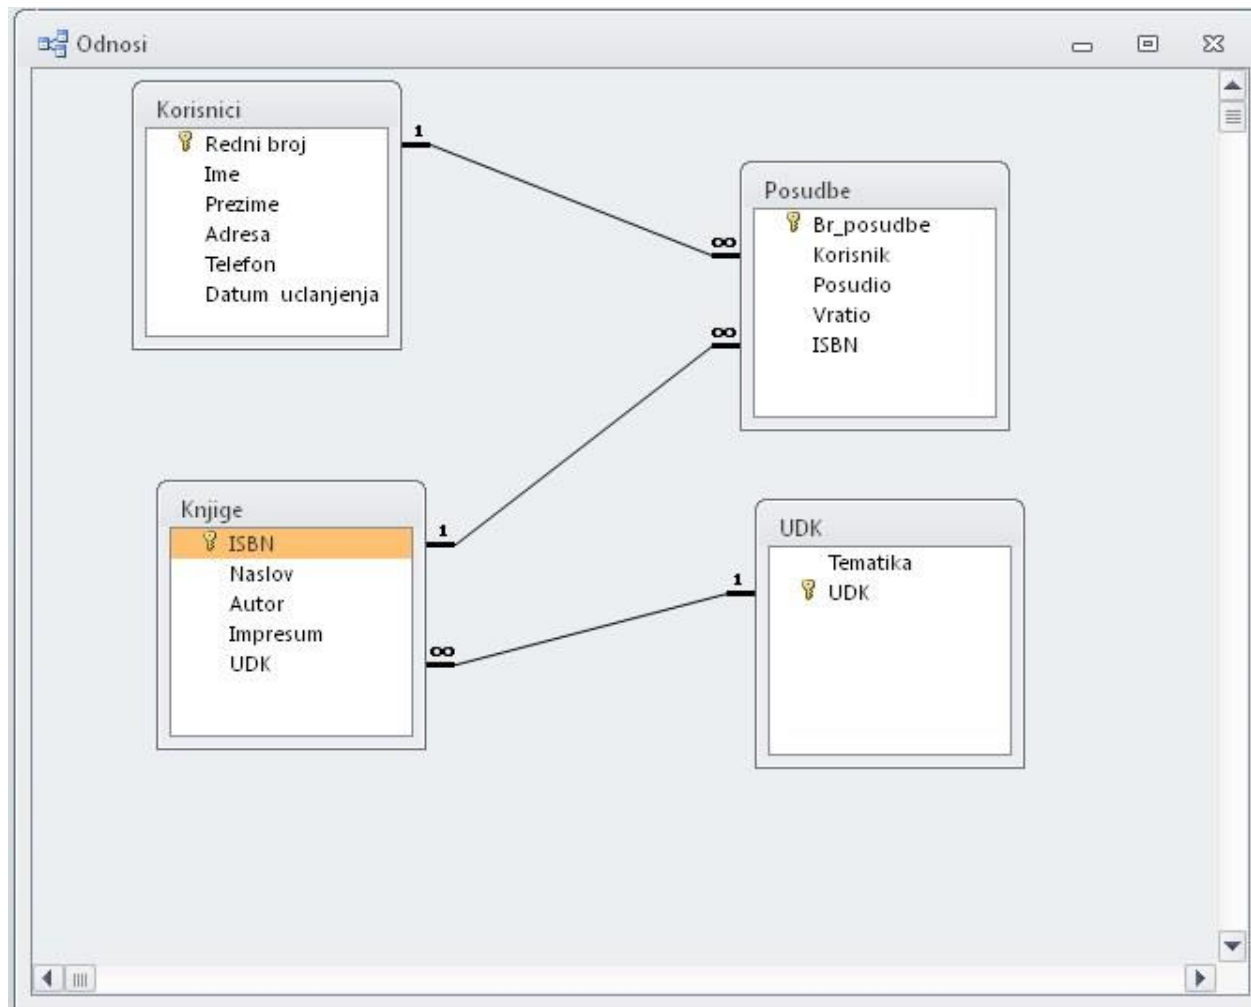 Odnosi
Korisnici
Redni broj
Ime
Prezime
Adresa
Telefon
Datum uclanjenja
1
∞
Posudbe
Br_posudbe
Korisnik
Posudio
Vratio
ISBN
∞
Knjige
ISBN
Naslov
Autor
Impresum
UDK
1
∞
UDK
Tematika
UDK
1